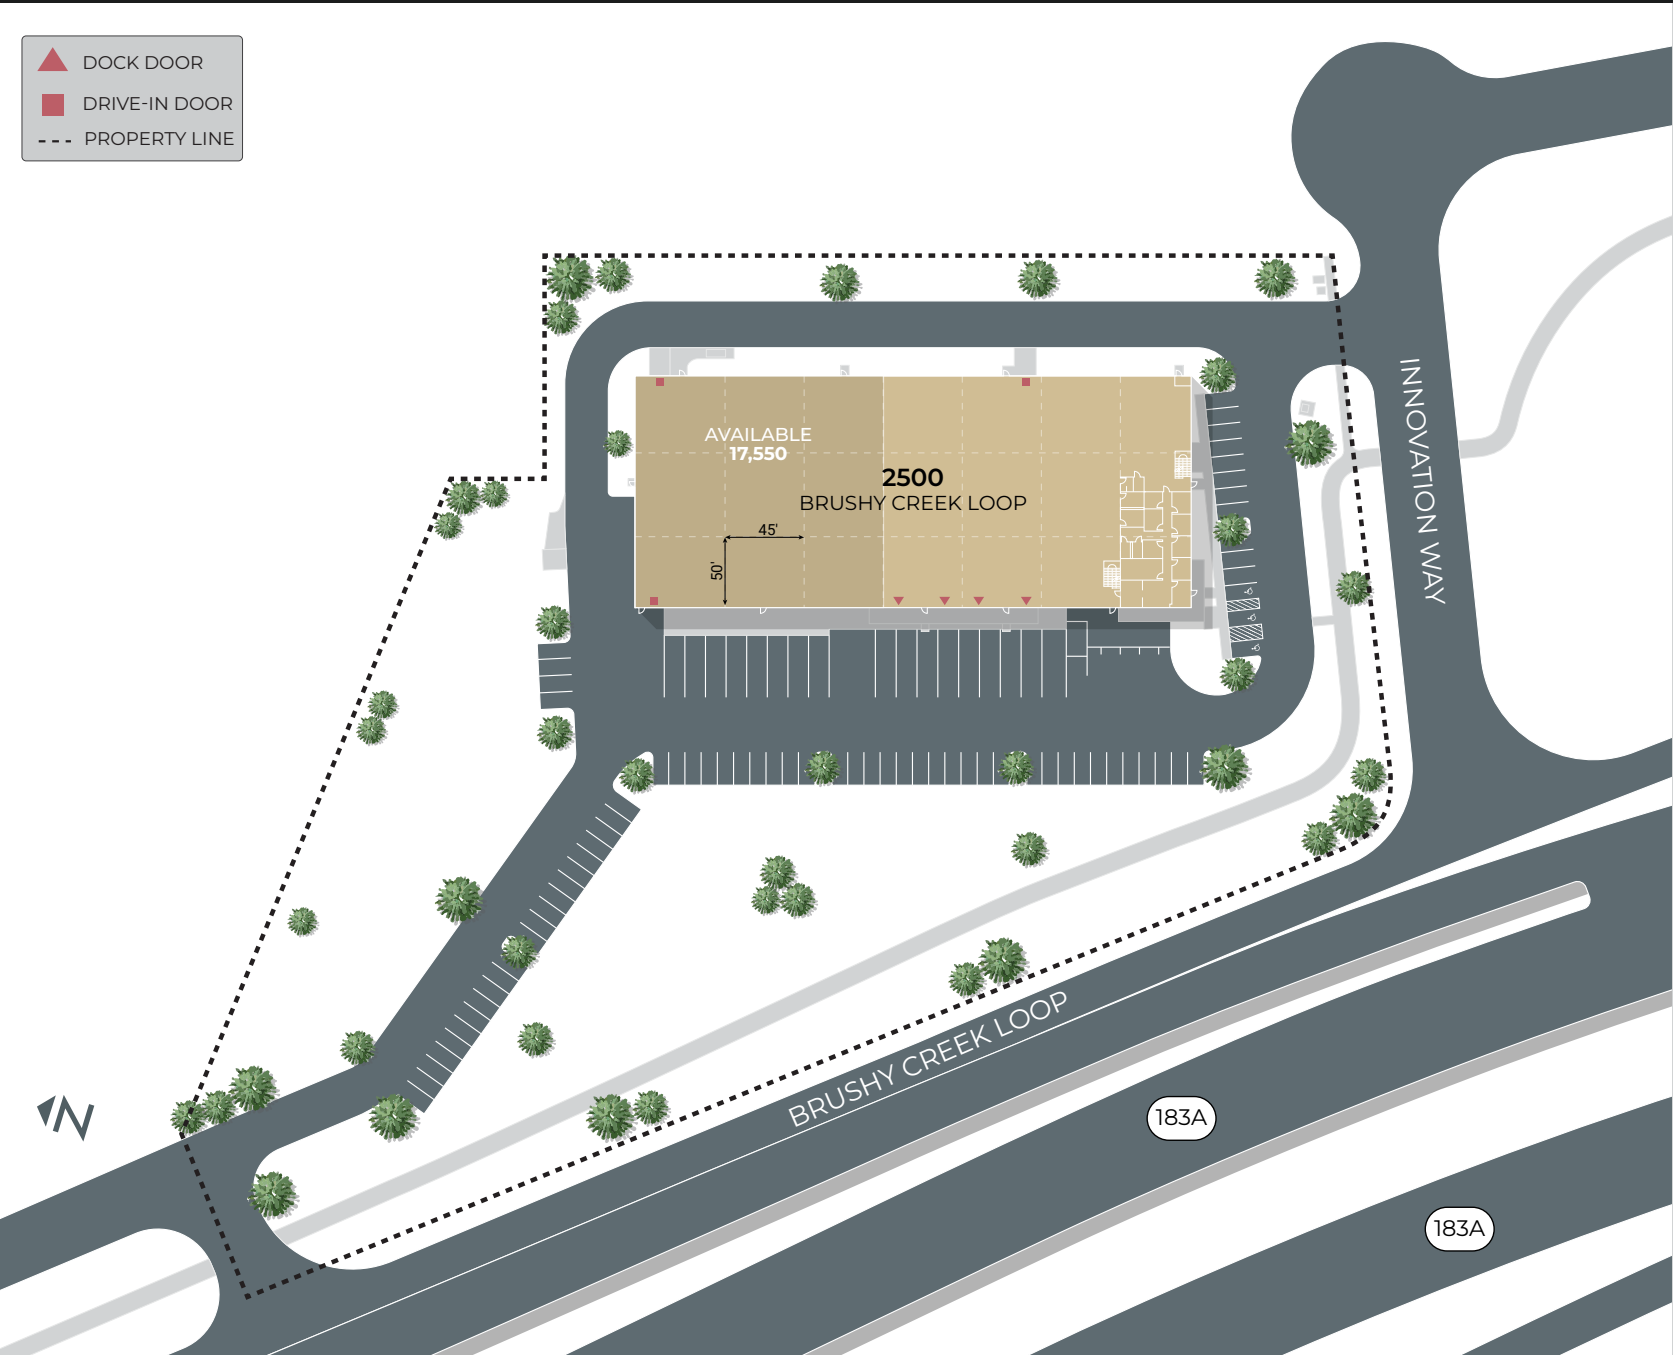 DOCK DOOR
DRIVE-IN DOOR
PROPERTY LINE
AVAILABLE
17,550
2500
BRUSHY CREEK LOOP
45'
50'
INNOVATION WAY
BRUSHY CREEK LOOP
183A
183A
N